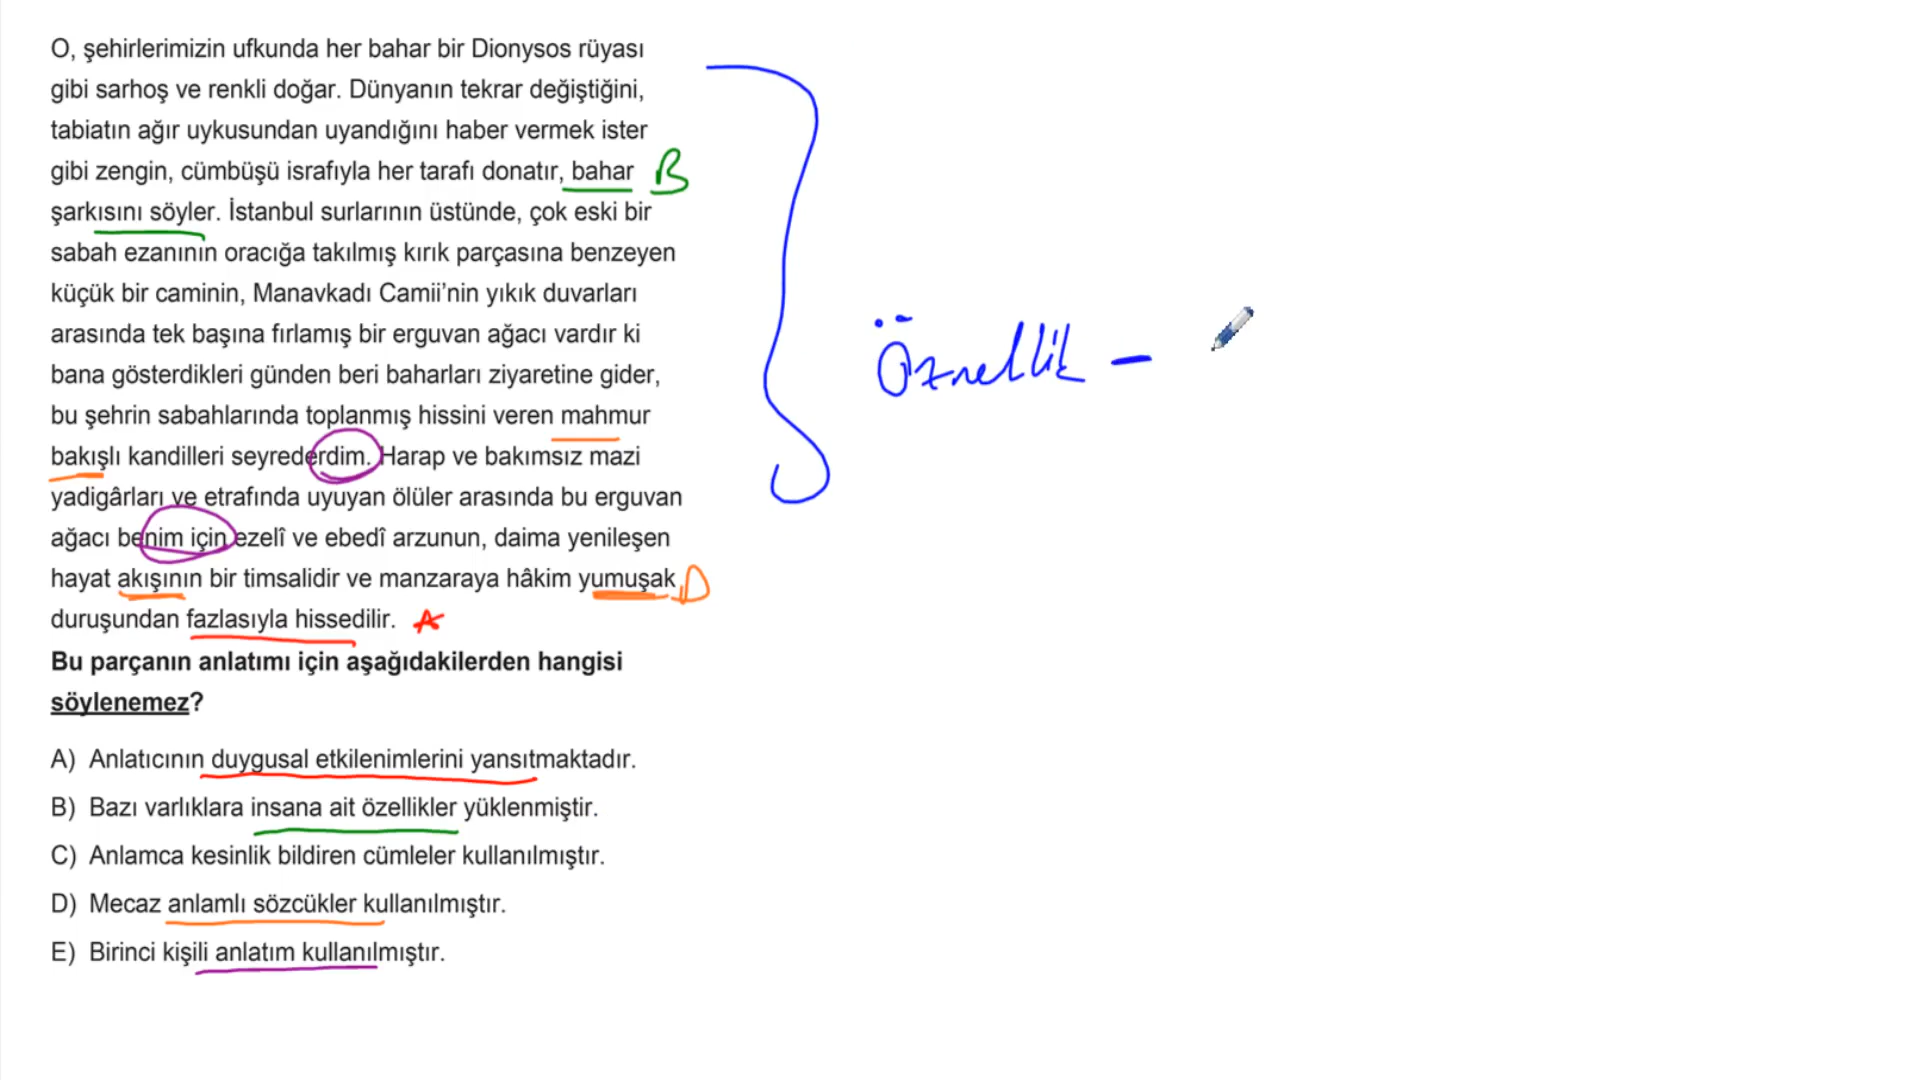 O, şehirlerimizin ufkunda her bahar bir Dionysos rüyası
gibi sarhoş ve renkli doğar. Dünyanın tekrar değiştiğini,
tabiatın ağır uykusundan uyandığını haber vermek ister
gibi zengin, cümbüşü israfıyla her tarafı donatır, bahar B
şarkısını söyler. İstanbul surlarının üstünde, çok eski bir
sabah ezanının oracığa takılmış kırık parçasına benzeyen
küçük bir caminin, Manavkadı Camii’nin yıkık duvarları
arasında tek başına fırlamış bir erguvan ağacı vardır ki
bana gösterdikleri günden beri baharları ziyaretine gider,
bu şehrin sabahlarında toplanmış hissini veren mahmur
bakışlı kandilleri seyrederdim. Harap ve bakımsız mazi
yadigârları ve etrafında uyuyan ölüler arasında bu erguvan
ağacı benim için ezelî ve ebedî arzunun, daima yenileşen
hayat akışının bir timsalidir ve manzaraya hâkim yumuşak D
duruşundan fazlasıyla hissedilir. A
Bu parçanın anlatımı için aşağıdakilerden hangisi
söylenemez?
A) Anlatıcının duygusal etkilenimlerini yansıtmaktadır.
B) Bazı varlıklara insana ait özellikler yüklenmiştir.
C) Anlamca kesinlik bildiren cümleler kullanılmıştır.
D) Mecaz anlamlı sözcükler kullanılmıştır.
E) Birinci kişili anlatım kullanılmıştır.
Öznellik –